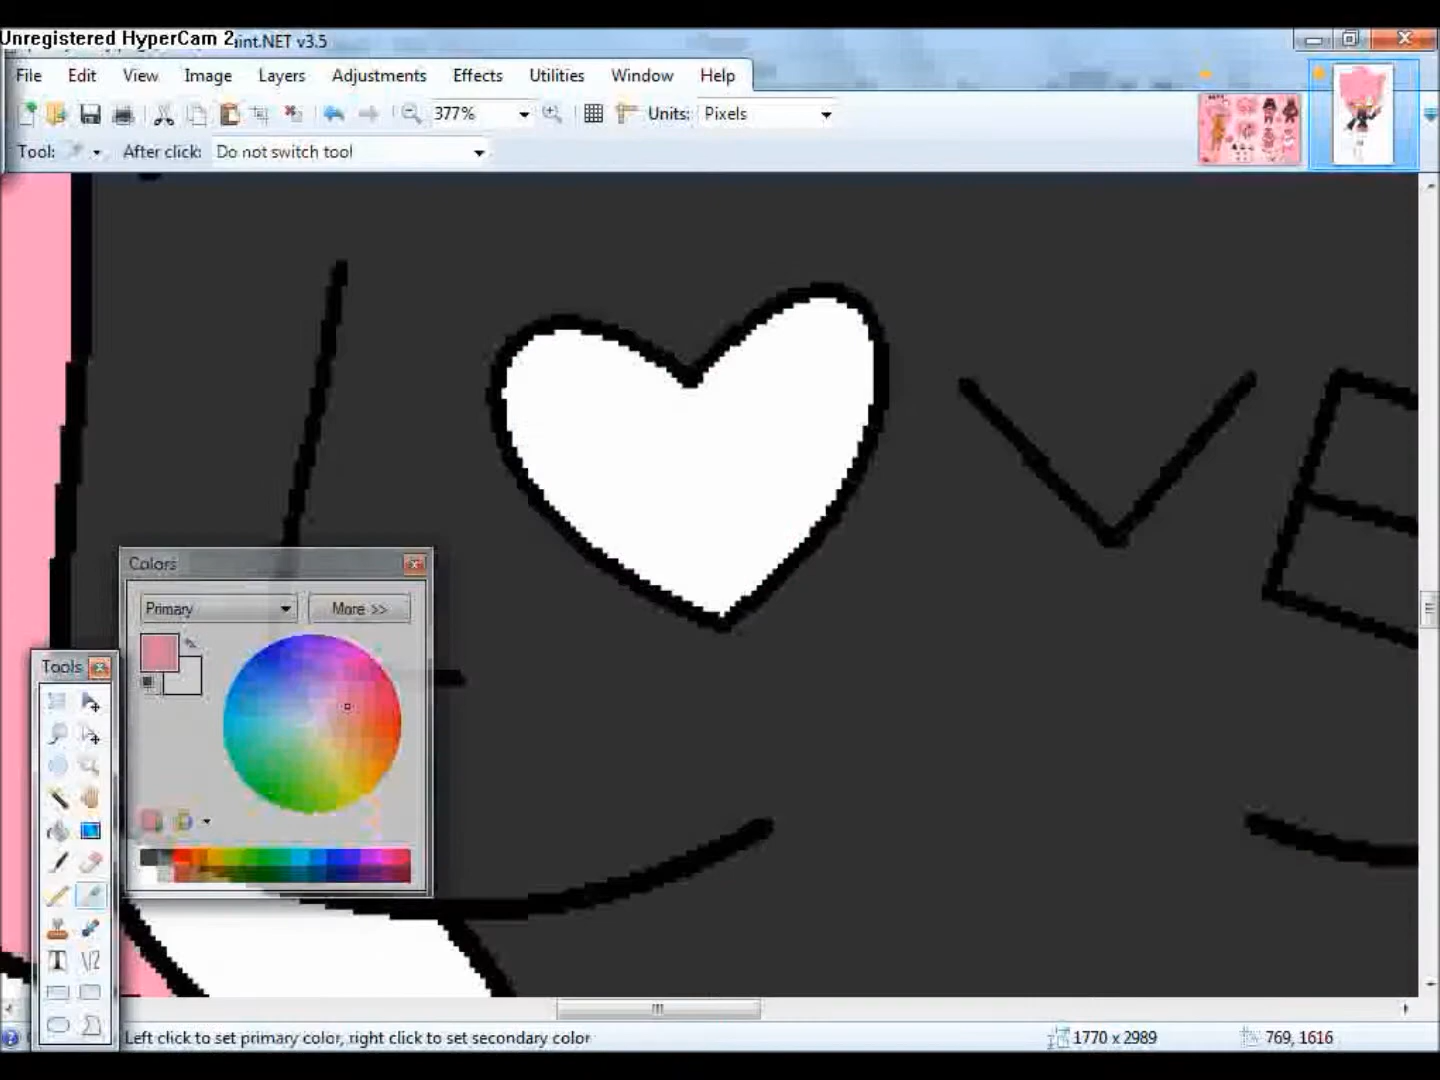 Unregistered HyperCam 2
int.NET v3.5
File Edit View Image Layers Adjustments Effects Utilities Window Help
377% Units: Pixels
Tool: After click: Do not switch tool
VE
Colors
Primary More >>
Tools
Left click to set primary color, right click to set secondary color 1770 x 2989 769, 1616